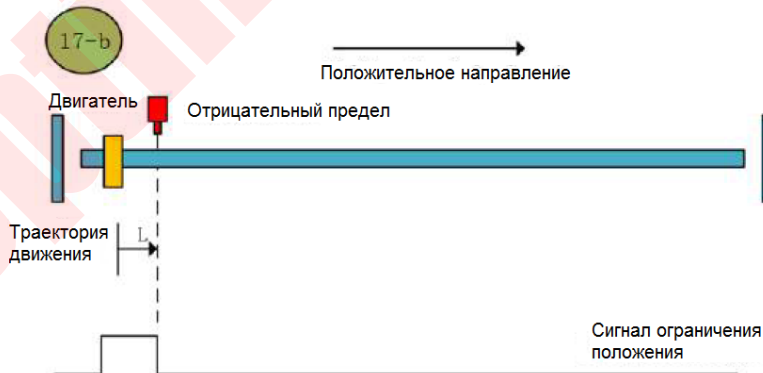 17-b
Положительное направление
Двигатель
Отрицательный предел
Траектория
движения
L
Сигнал ограничения
положения